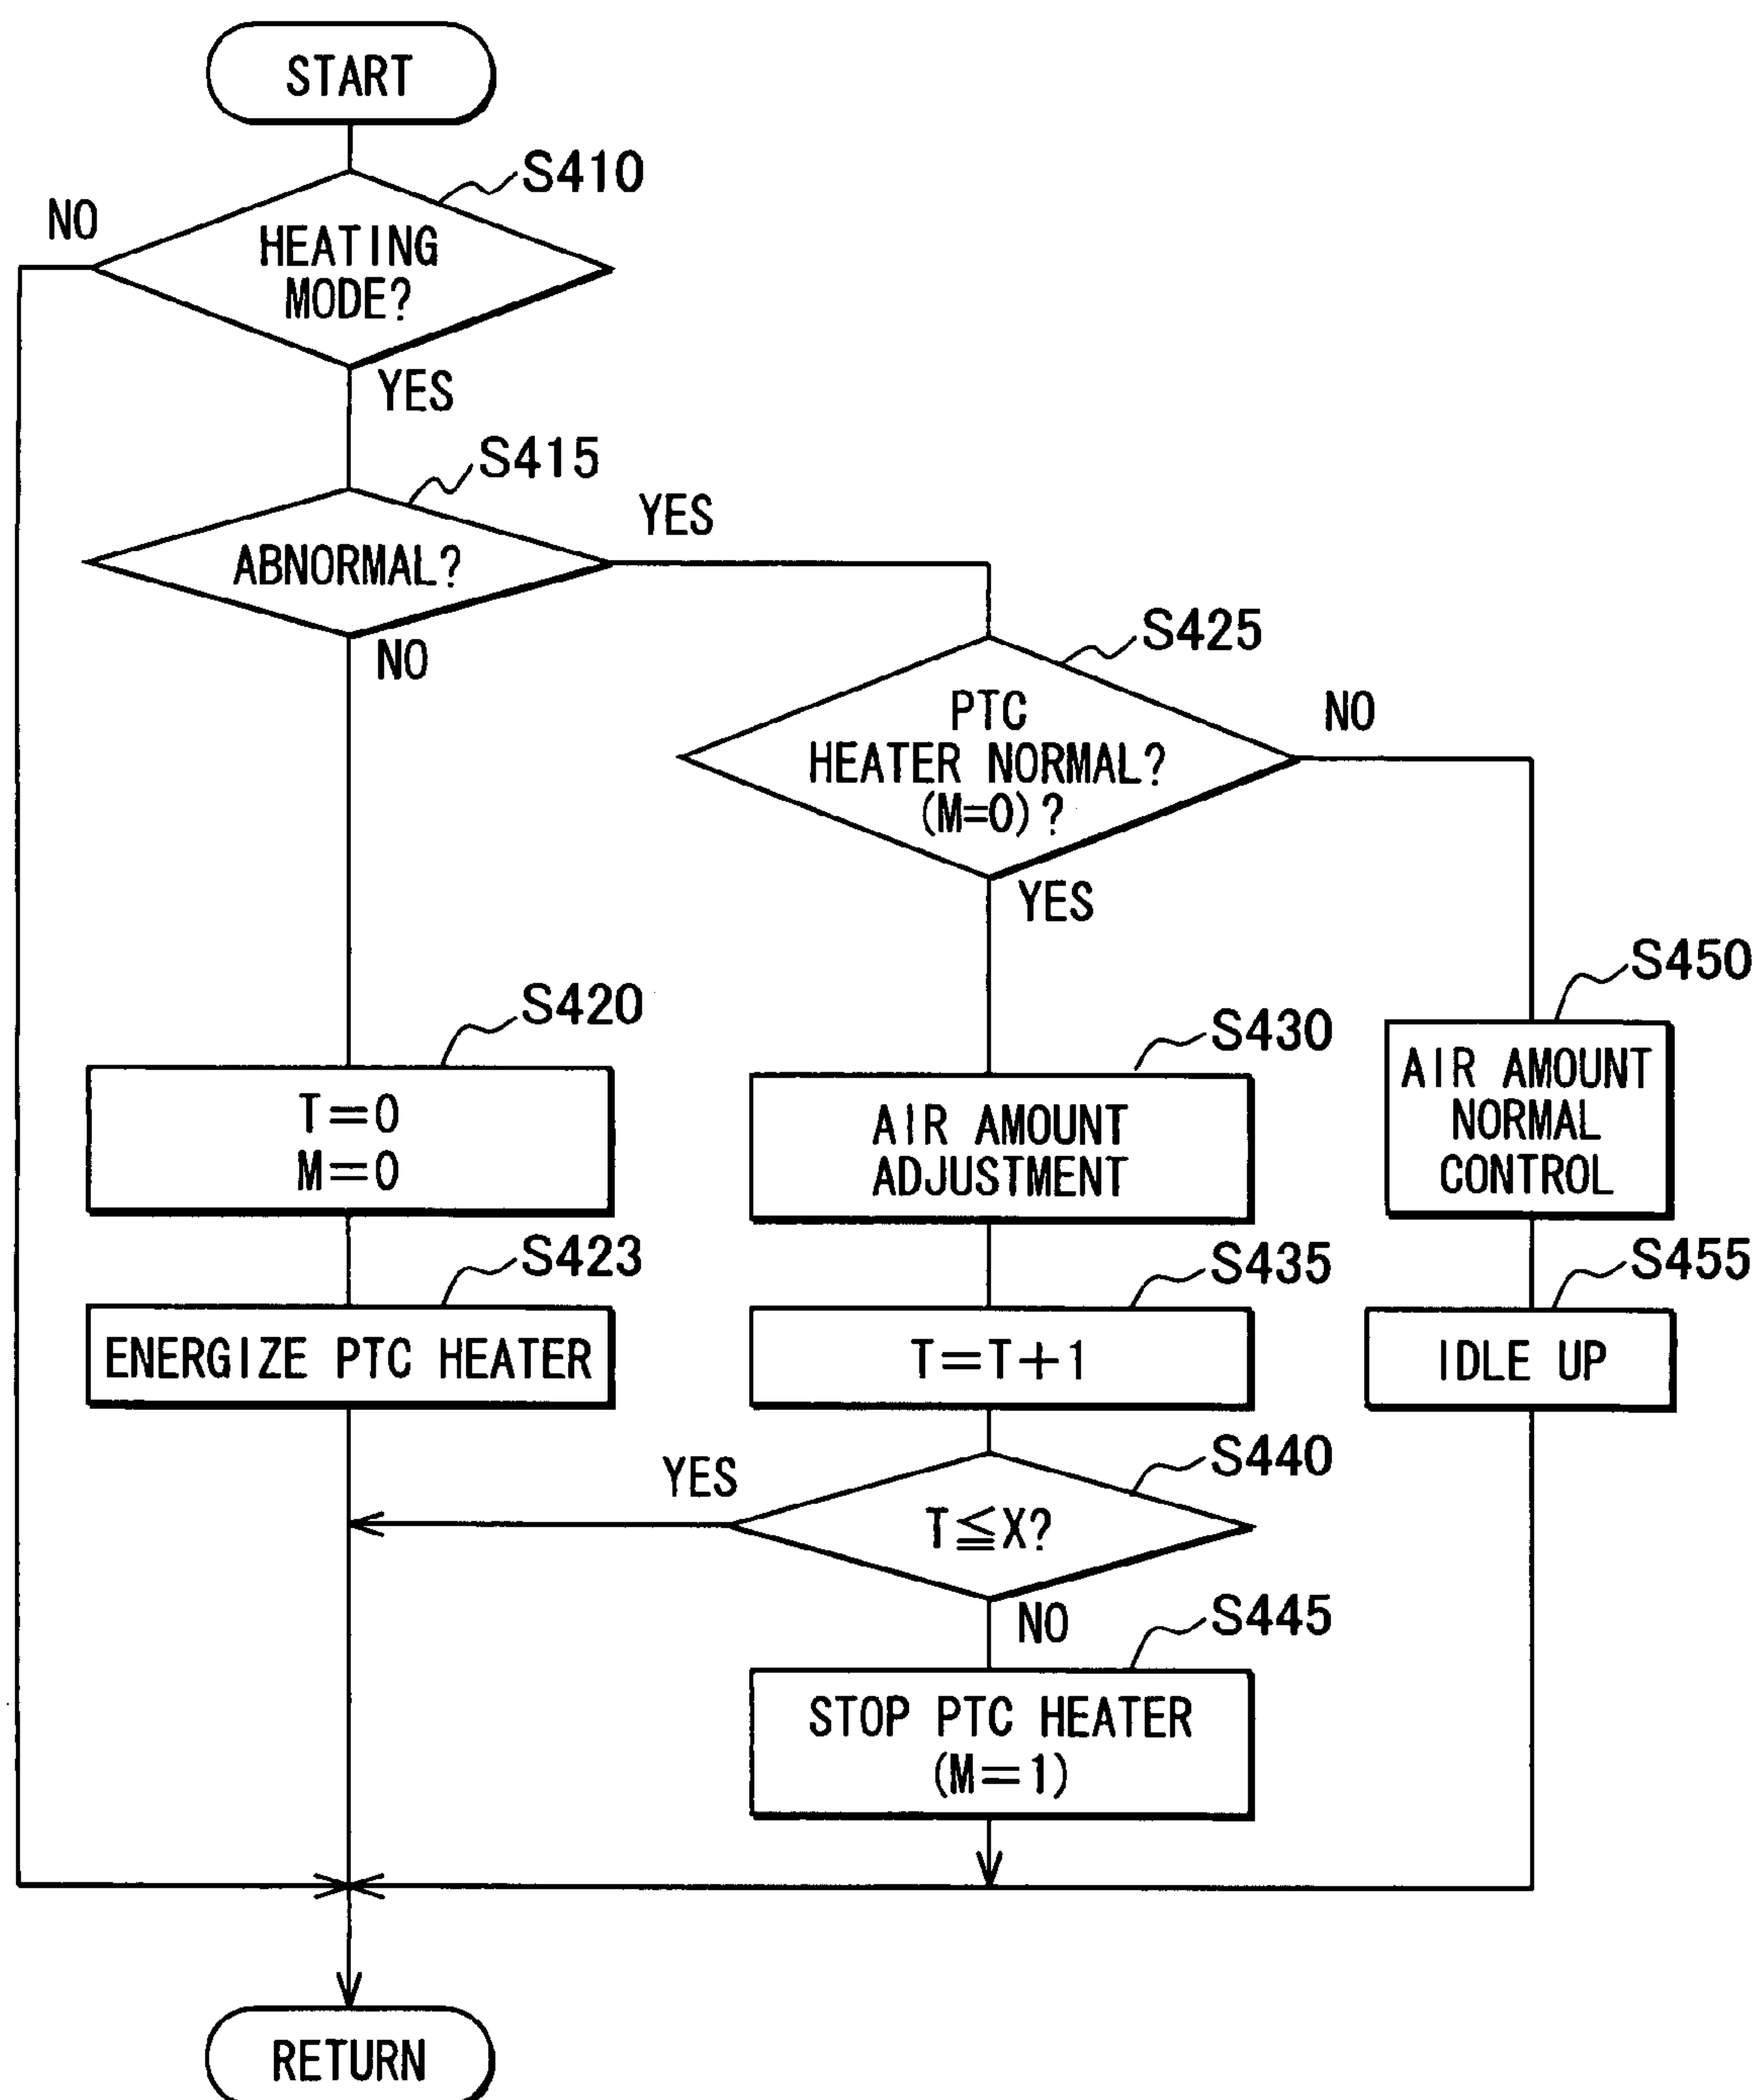 START
S410
NO
HEATING
MODE?
YES
S415
YES
ABNORMAL?
NO
S425
PTC
HEATER NORMAL?
(M=0)?
NO
YES
S420
T=0
M=0
S430
AIR AMOUNT
ADJUSTMENT
S450
AIR AMOUNT
NORMAL
CONTROL
S423
ENERGIZE PTC HEATER
S435
T=T+1
S455
IDLE UP
S440
YES
T≦X?
NO
S445
STOP PTC HEATER
(M=1)
RETURN